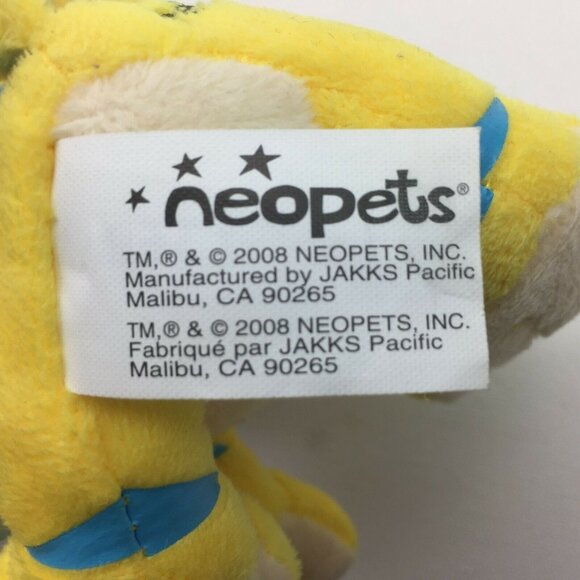 neopets®
TM,® & © 2008 NEOPETS, INC.
Manufactured by JAKKS Pacific
Malibu, CA 90265
TM,® & © 2008 NEOPETS, INC.
Fabriqué par JAKKS Pacific
Malibu, CA 90265